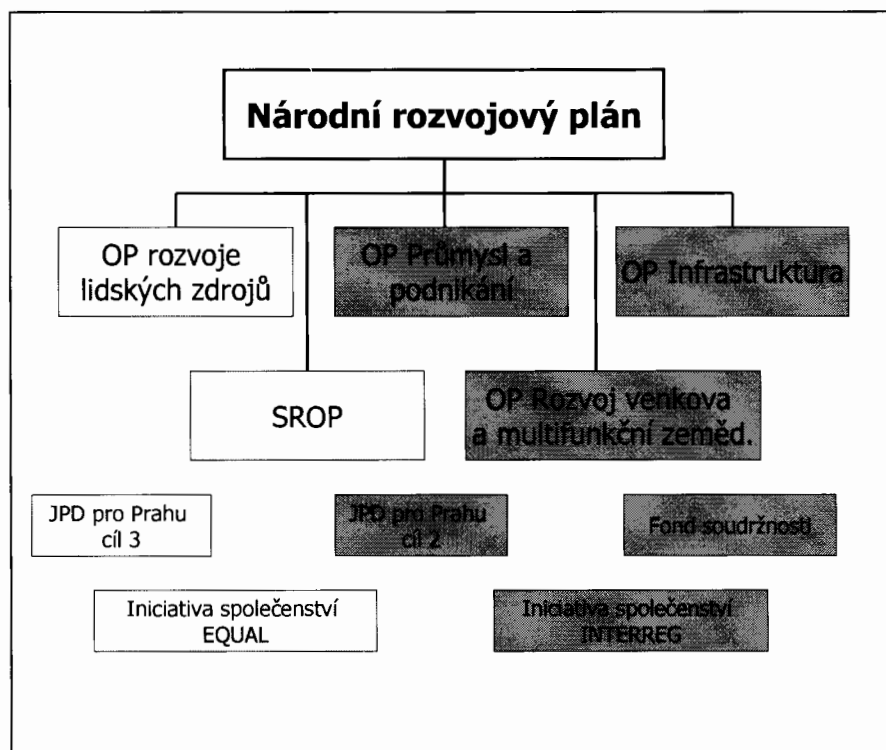 Národní rozvojový plán
OP rozvoje
lidských zdrojů
OP Průmysl a
podnikání
OP Infrastruktura
SROP
OP Rozvoj venkova
a multifunkční zeměd.
JPD pro Prahu
cíl 3
JPD pro Prahu
cíl 2
Fond soudržnosti
Iniciativa společenství
EQUAL
Iniciativa společenství
INTERREG